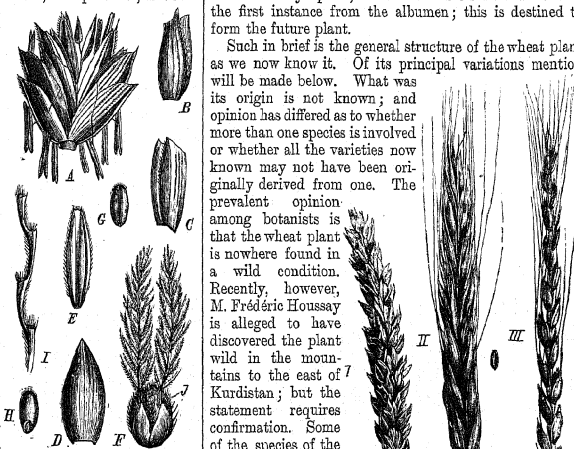 the first instance from the albumen; this is destined
form the future plant.
Such in brief is the general structure of the wheat
as we now know it. Of its principal variations
will be made below. What was
its origin is not known; and
opinion has differed as to whether
more than one species is involved
or whether all the varieties now
known may not have been ori-
ginally derived from one. The
prevalent opinion
among botanists is
that the wheat plant
is nowhere found in
a wild condition.
Recently, however,
M. Frédéric Houssay
is alleged to have
discovered the plant
wild in the moun-
tains to the east of
Kurdistan; but the
statement requires
confirmation. Some
of the species of the
A
B
C
G
E
I
H
D
F
J
II
III